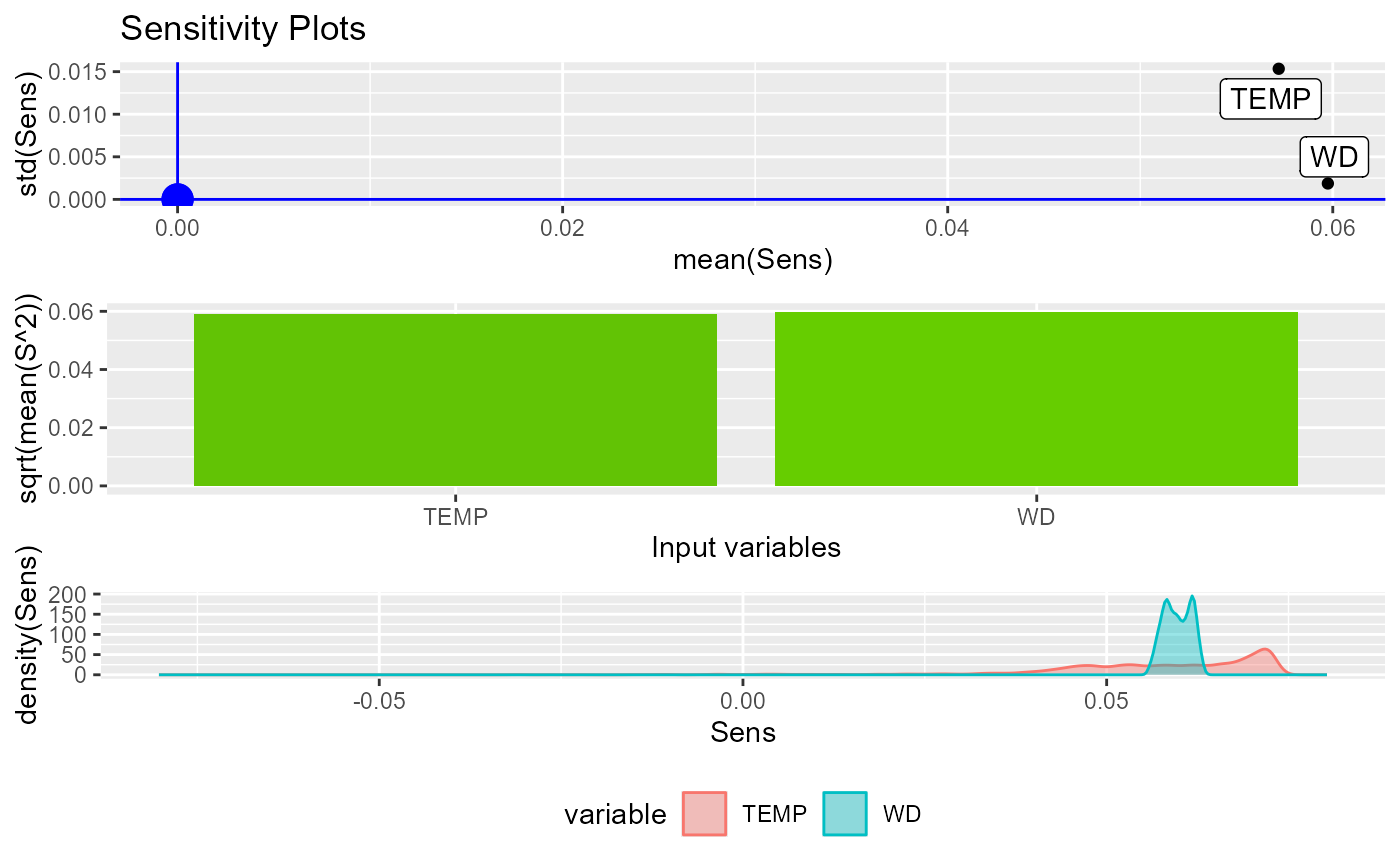 Sensitivity Plots
std(Sens)
0.015
0.010
0.005
0.000
TEMP
WD
0.00 0.02 0.04 0.06
mean(Sens)
sqrt(mean(S^2))
0.06
0.04
0.02
0.00
TEMP WD
Input variables
density(Sens)
200
150
100
50
0
-0.05 0.00 0.05
Sens
variable TEMP WD